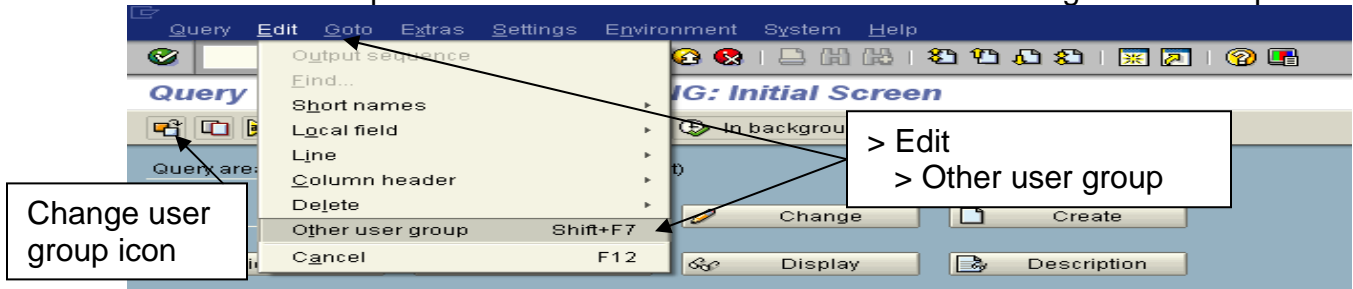 Query Edit Goto Extras Settings Environment System Help
Output sequence
Find...
Query G: Initial Screen
Short names
Local field
In backgrou
Line
> Edit
> Other user group
Query are
Column header
Delete
Change user
group icon
Change Create
Other user group Shift+F7
Cancel F12
Display Description